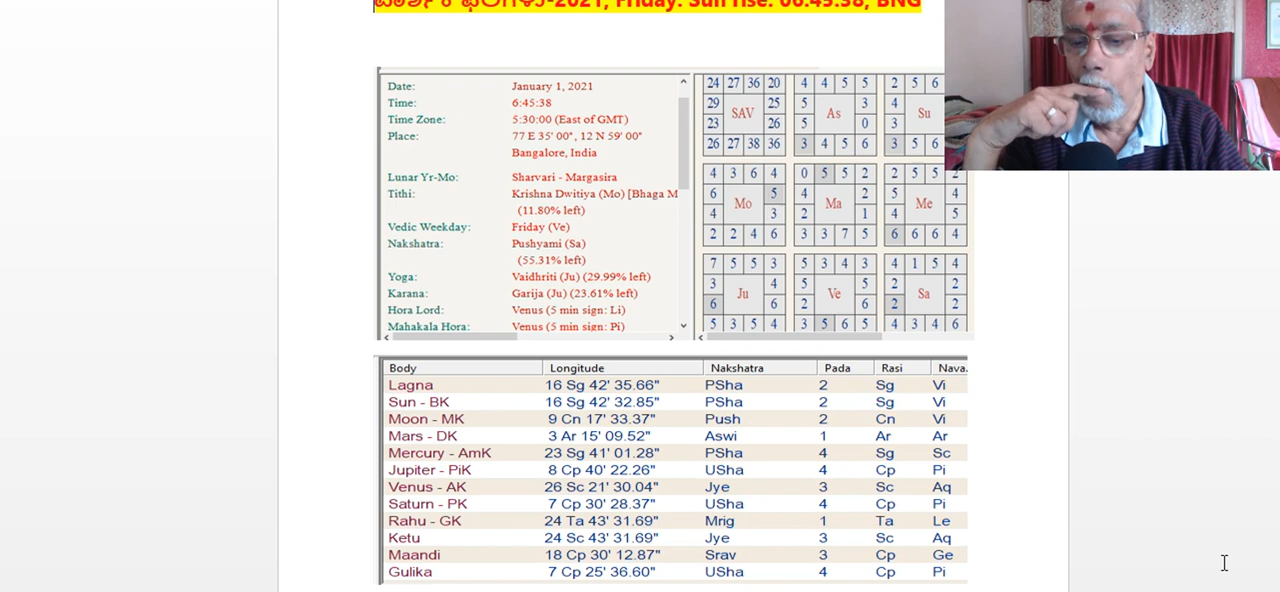 ವಾರ್ಶಿಕ ಫಲಗಳು-2021, Friday. Sun rise: 06.45.38, BNG
Date: January 1, 2021
Time: 6:45:38
Time Zone: 5:30:00 (East of GMT)
Place: 77 E 35' 00", 12 N 59' 00"
Bangalore, India
Lunar Yr-Mo: Sharvari - Margasira
Tithi: Krishna Dwitiya (Mo) [Bhaga M
(11.80% left)
Vedic Weekday: Friday (Ve)
Nakshatra: Pushyami (Sa)
(55.31% left)
Yoga: Vaidhriti (Ju) (29.99% left)
Karana: Garija (Ju) (23.61% left)
Hora Lord: Venus (5 min sign: Li)
Mahakala Hora: Venus (5 min sign: Pi)
24 27 36 20 4 4 5 5 2 5 6
29 25 5 3 4
SAV As Su
23 26 5 0 3
26 27 38 36 3 4 5 6 3 5 6
4 3 6 4 0 5 5 2 2 5 5 2
6 5 4 2 5 4
Mo Ma Me
4 3 2 1 4 5
2 2 4 6 3 3 7 5 6 6 6 4
7 5 5 3 5 3 4 3 4 1 5 4
3 4 5 5 2 2
Ju Ve Sa
6 6 2 6 2 2
5 3 5 4 3 5 6 5 4 3 4 6
Body Longitude Nakshatra Pada Rasi Nava.
Lagna 16 Sg 42' 35.66" PSha 2 Sg Vi
Sun - BK 16 Sg 42' 32.85" PSha 2 Sg Vi
Moon - MK 9 Cn 17' 33.37" Push 2 Cn Vi
Mars - DK 3 Ar 15' 09.52" Aswi 1 Ar Ar
Mercury - AmK 23 Sg 41' 01.28" PSha 4 Sg Sc
Jupiter - PiK 8 Cp 40' 22.26" USha 4 Cp Pi
Venus - AK 26 Sc 21' 30.04" Jye 3 Sc Aq
Saturn - PK 7 Cp 30' 28.37" USha 4 Cp Pi
Rahu - GK 24 Ta 43' 31.69" Mrig 1 Ta Le
Ketu 24 Sc 43' 31.69" Jye 3 Sc Aq
Maandi 18 Cp 30' 12.87" Srav 3 Cp Ge
Gulika 7 Cp 25' 36.60" USha 4 Cp Pi